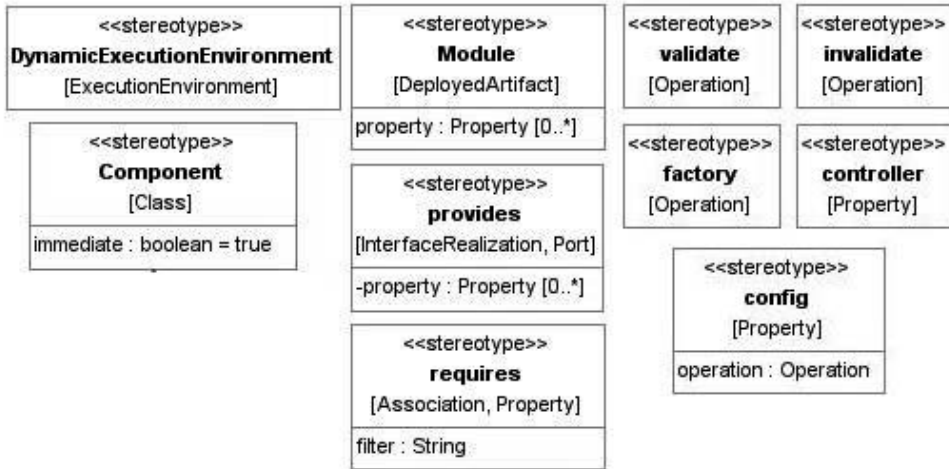 <<stereotype>>
DynamicExecutionEnvironment
[ExecutionEnvironment]
<<stereotype>>
Component
[Class]
immediate : boolean = true
<<stereotype>>
Module
[DeployedArtifact]
property : Property [0..*]
<<stereotype>>
provides
[InterfaceRealization, Port]
-property : Property [0..*]
<<stereotype>>
requires
[Association, Property]
filter : String
<<stereotype>>
validate
[Operation]
<<stereotype>>
invalidate
[Operation]
<<stereotype>>
factory
[Operation]
<<stereotype>>
controller
[Property]
<<stereotype>>
config
[Property]
operation : Operation